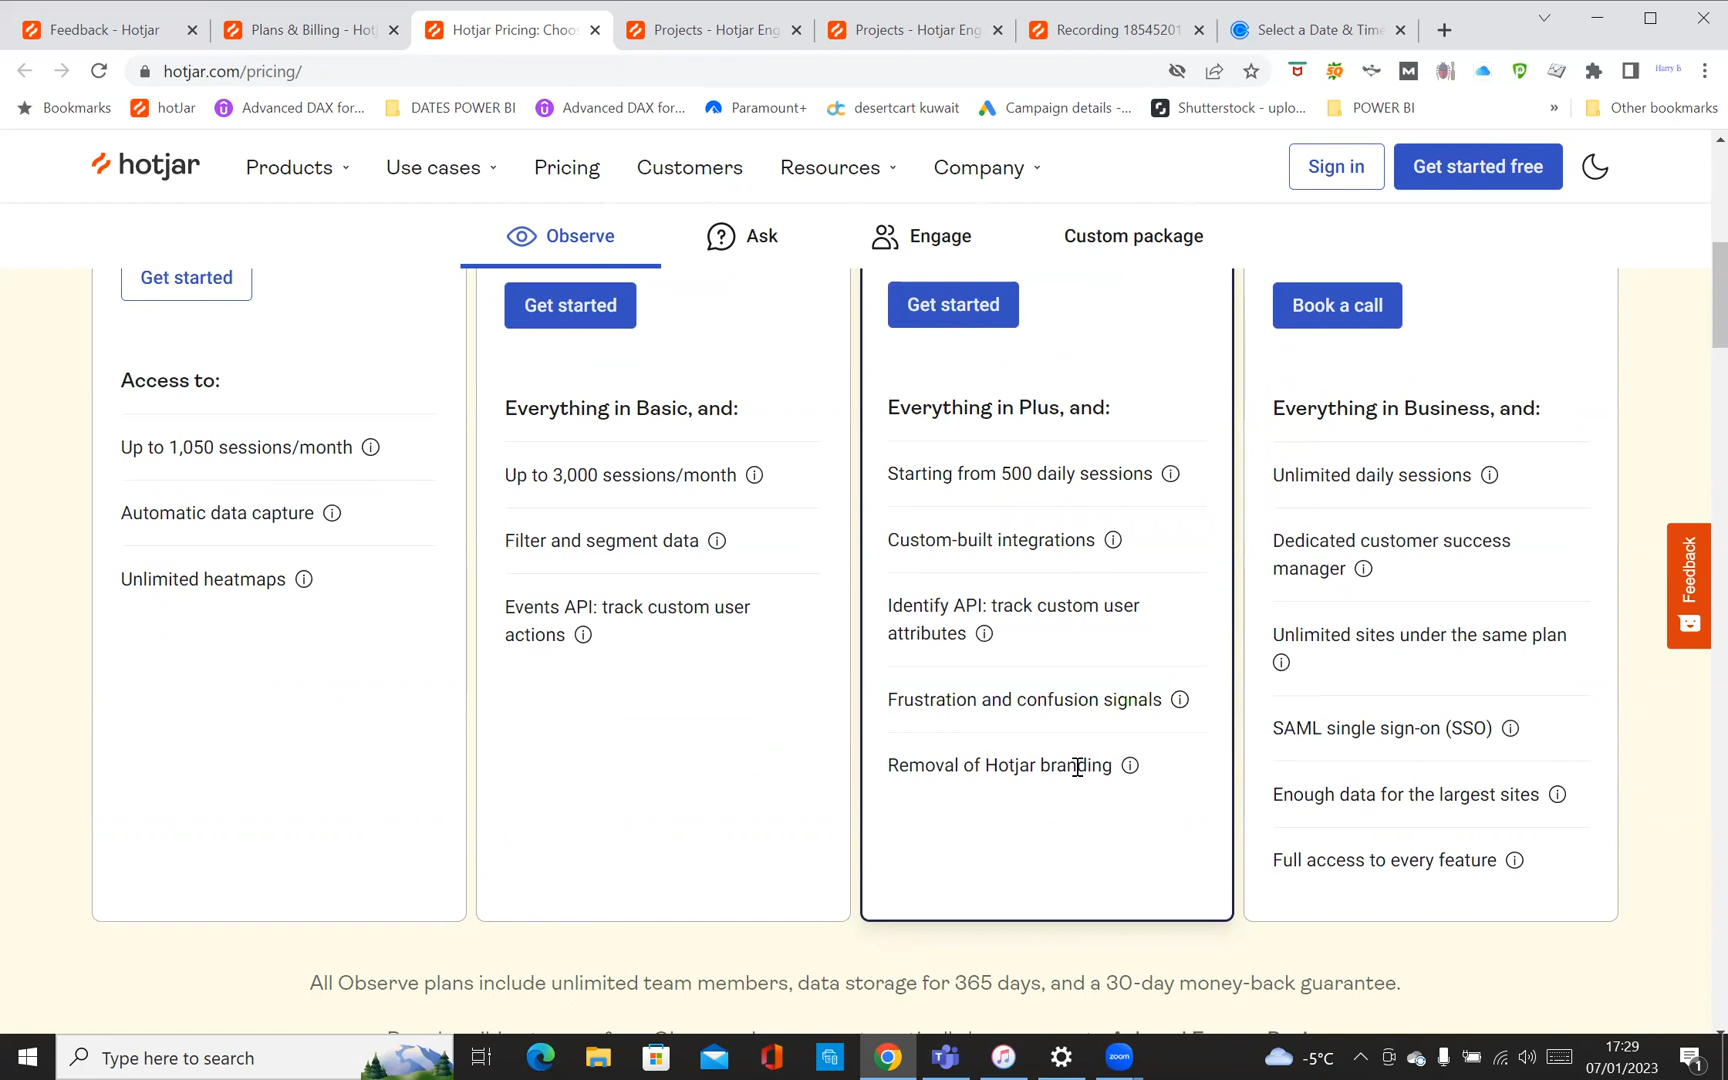 Feedback - Hotjar
Plans & Billing - Hot
Hotjar Pricing: Choo
Projects - Hotjar Eng
Projects - Hotjar Eng
Recording 18545201
Select a Date & Time
hotjar.com/pricing/
Harry B
Bookmarks
hotJar
Advanced DAX for...
DATES POWER BI
Advanced DAX for...
Paramount+
desertcart kuwait
Campaign details -...
Shutterstock - uplo...
POWER BI
»
Other bookmarks
hotjar
Products
Use cases
Pricing
Customers
Resources
Company
Sign in
Get started free
Observe
Ask
Engage
Custom package
Get started
Access to:
Up to 1,050 sessions/month
Automatic data capture
Unlimited heatmaps
Get started
Everything in Basic, and:
Up to 3,000 sessions/month
Filter and segment data
Events API: track custom user
actions
Get started
Everything in Plus, and:
Starting from 500 daily sessions
Custom-built integrations
Identify API: track custom user
attributes
Frustration and confusion signals
Removal of Hotjar branding
Book a call
Everything in Business, and:
Unlimited daily sessions
Dedicated customer success
manager
Unlimited sites under the same plan
SAML single sign-on (SSO)
Enough data for the largest sites
Full access to every feature
Feedback
All Observe plans include unlimited team members, data storage for 365 days, and a 30-day money-back guarantee.
Type here to search
zoom
-5°C
17:29
07/01/2023
1